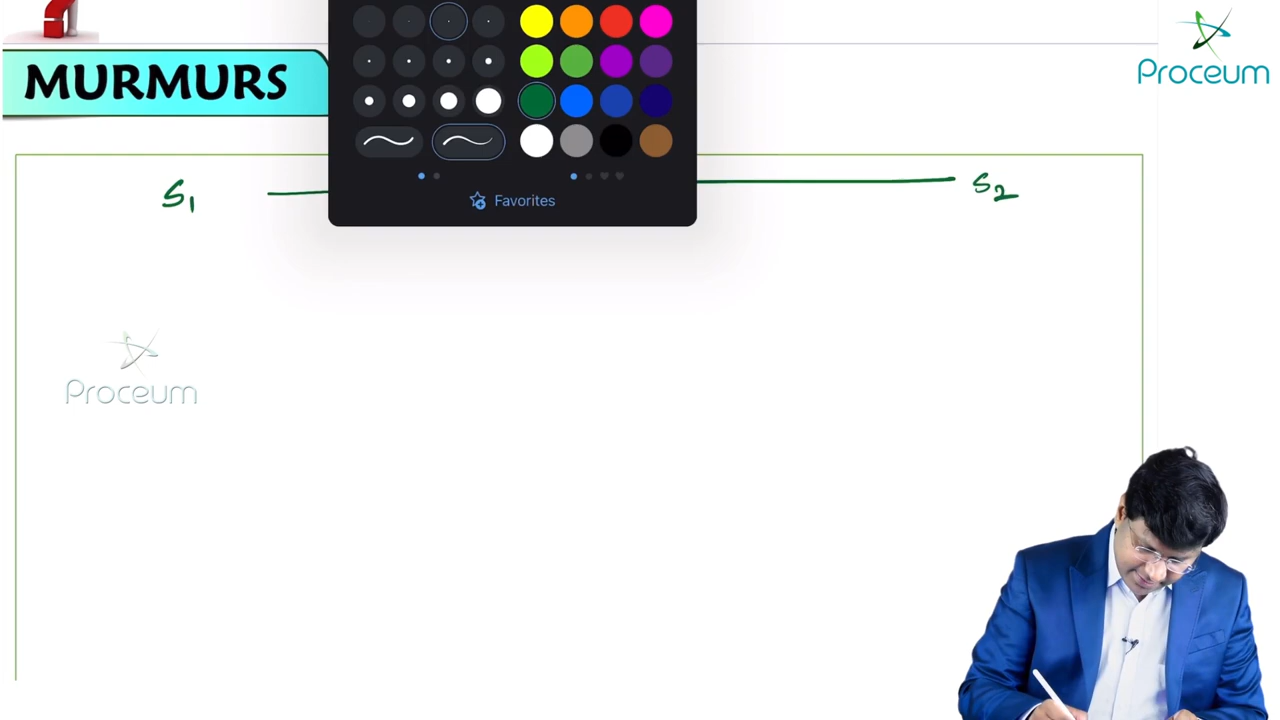 MURMURS
Proceum
S1
S2
Favorites
Proceum